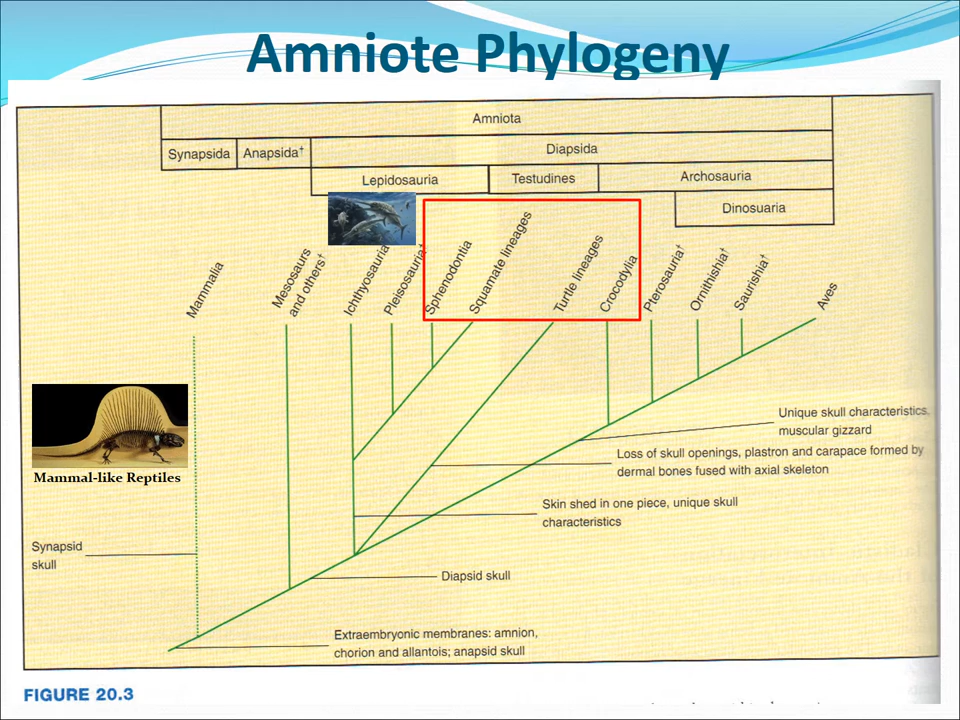 Amniote Phylogeny
Amniota
Synapsida
Anapsida†
Diapsida
Lepidosauria
Testudines
Archosauria
Dinosuaria
Mammalia
Mesosaurs
and others†
Ichthyosauria
Pleisosauria†
Sphenodontia
Squamate lineages
Turtle lineages
Crocodylia
Pterosauria†
Ornithishia†
Saurishia†
Aves
Mammal-like Reptiles
Unique skull characteristics,
muscular gizzard
Loss of skull openings, plastron and carapace formed by
dermal bones fused with axial skeleton
Skin shed in one piece, unique skull
characteristics
Synapsid
skull
Diapsid skull
Extraembryonic membranes: amnion,
chorion and allantois; anapsid skull
FIGURE 20.3